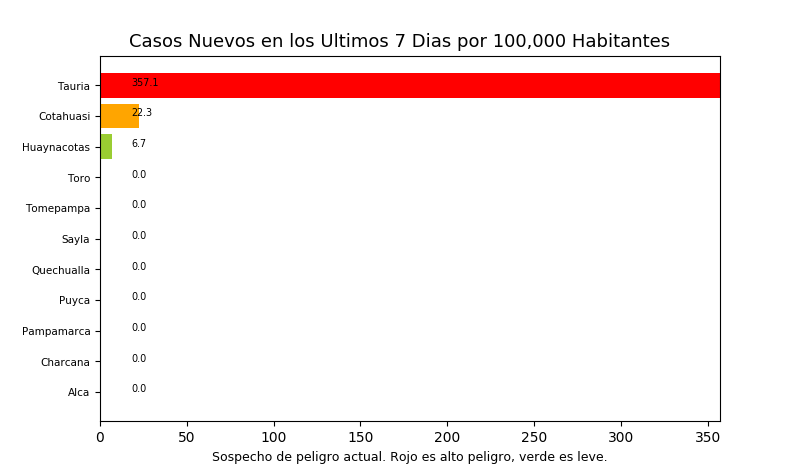 Casos Nuevos en los Ultimos 7 Dias por 100,000 Habitantes
Tauria 357.1
Cotahuasi 22.3
Huaynacotas 6.7
Toro 0.0
Tomepampa 0.0
Sayla 0.0
Quechualla 0.0
Puyca 0.0
Pampamarca 0.0
Charcana 0.0
Alca 0.0
0 50 100 150 200 250 300 350
Sospecho de peligro actual. Rojo es alto peligro, verde es leve.